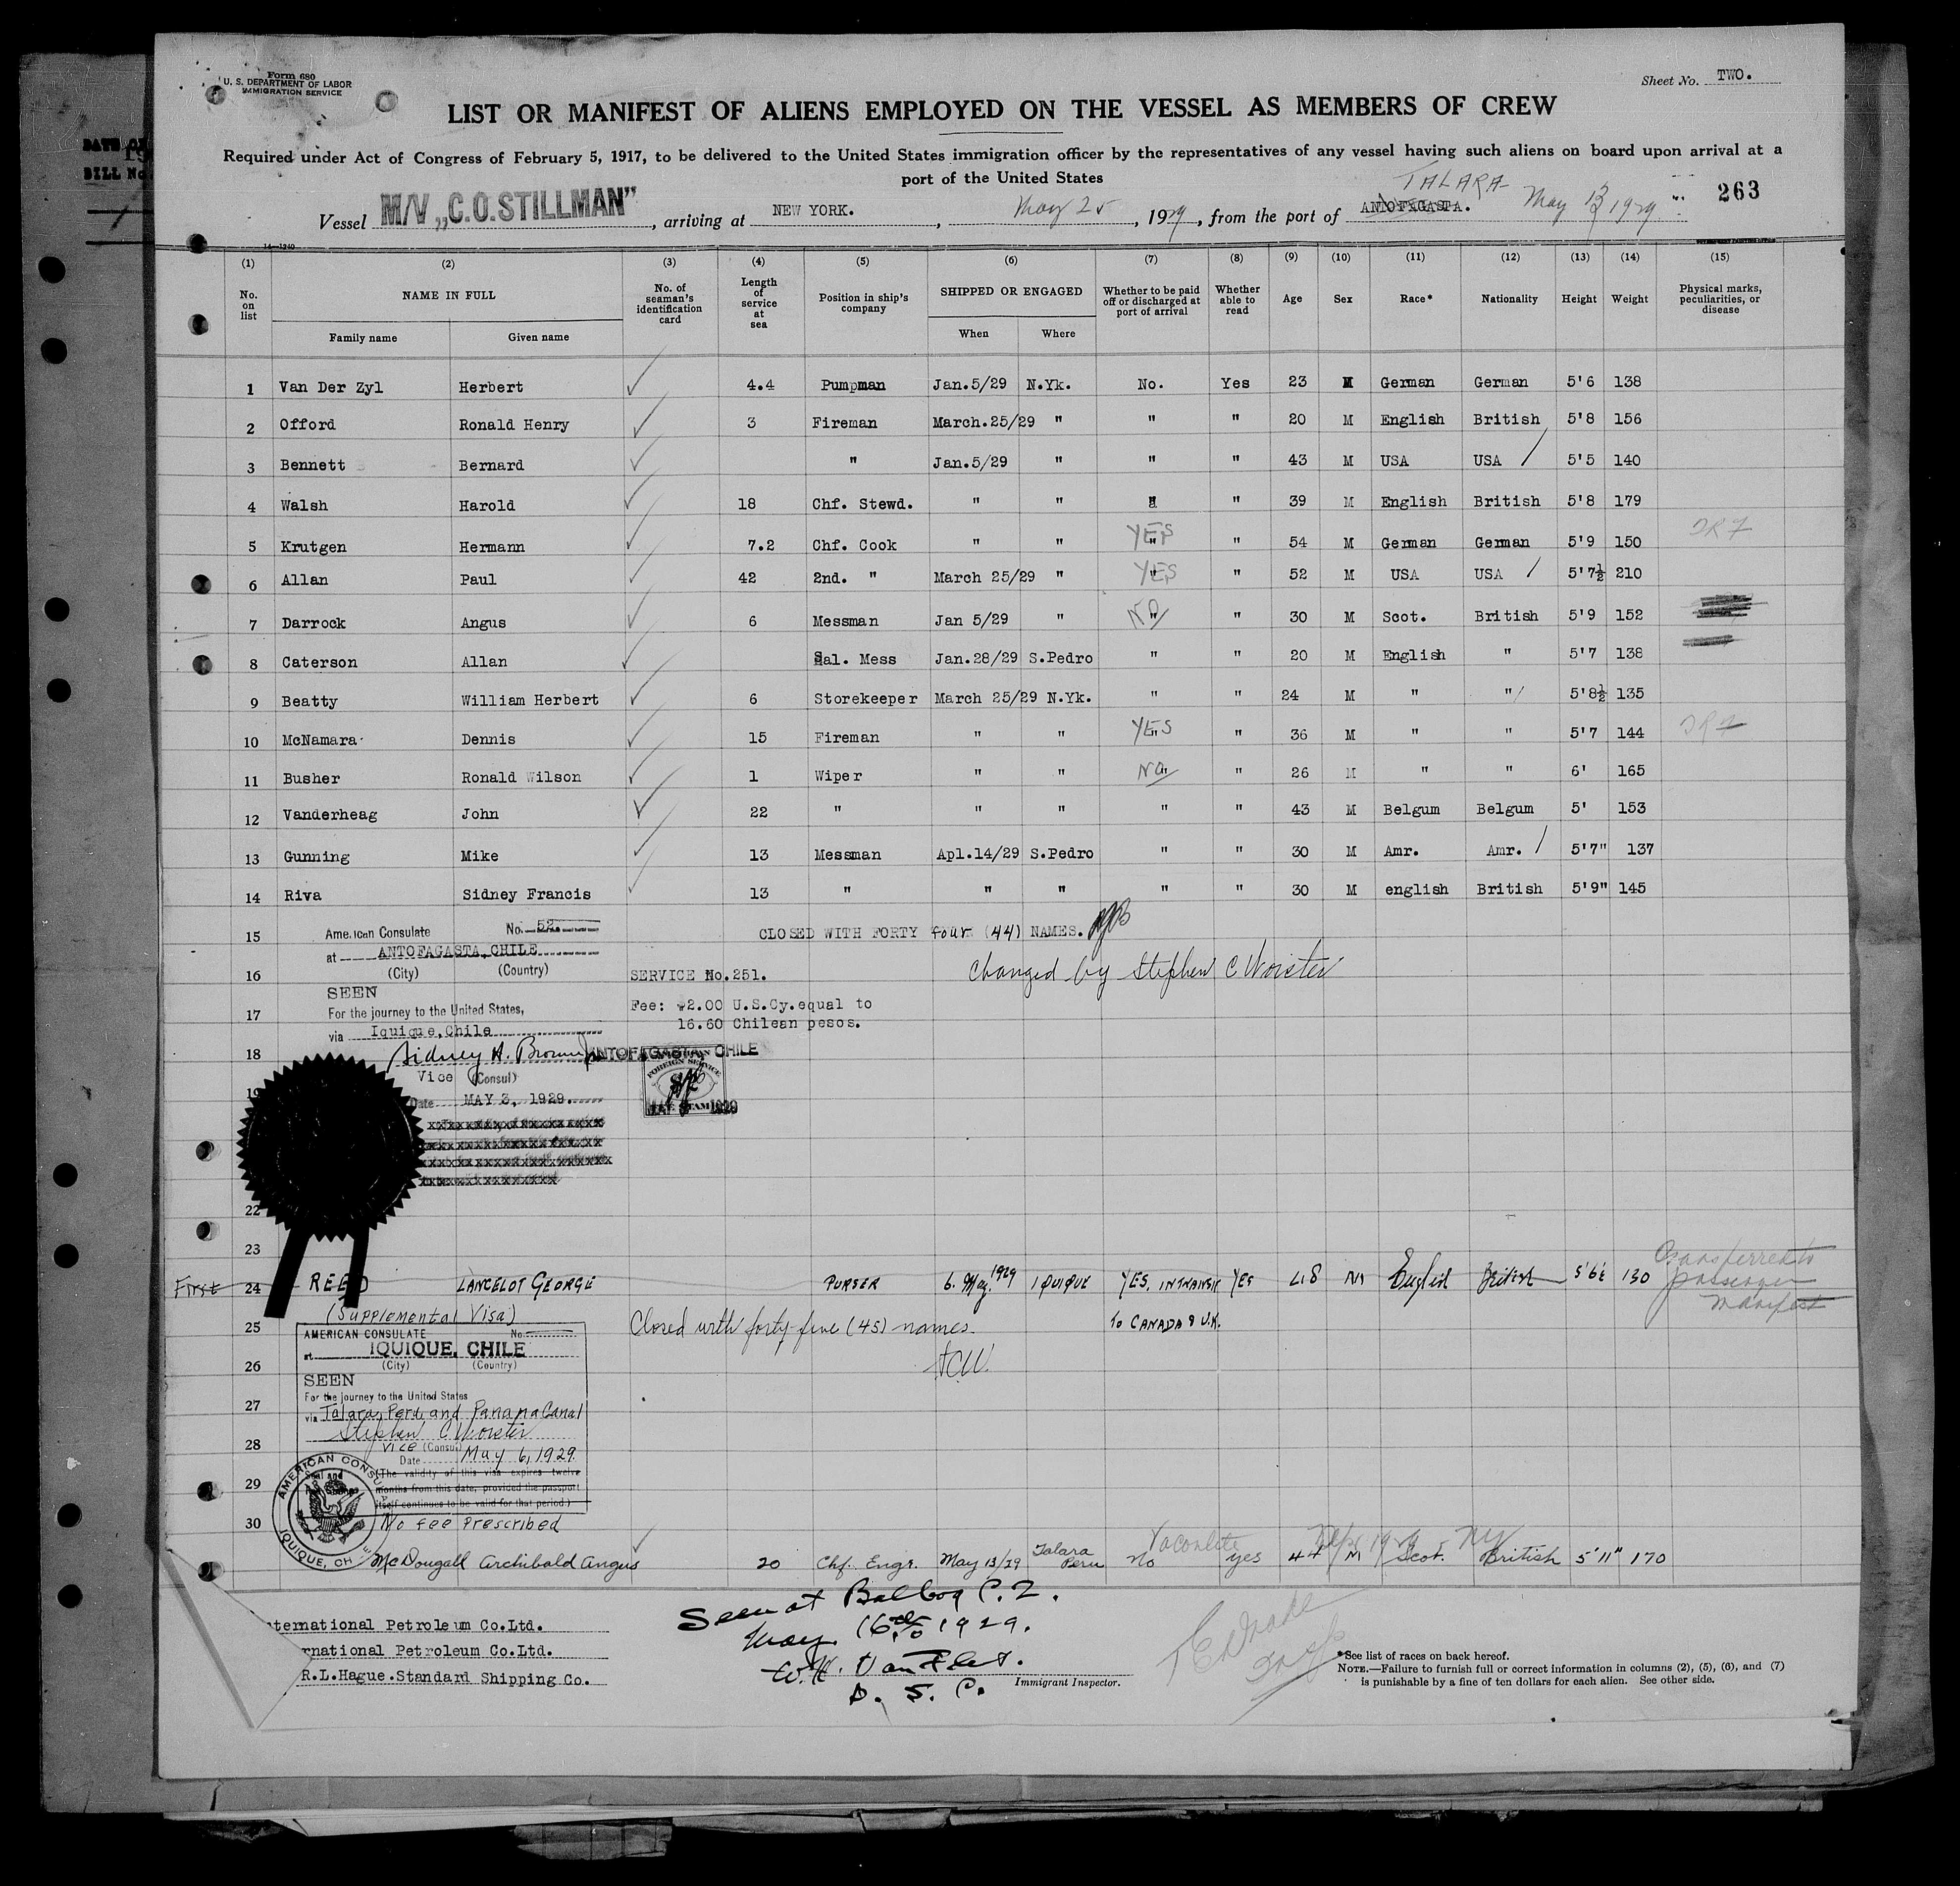 Form 680
U. S. DEPARTMENT OF LABOR
IMMIGRATION SERVICE
Sheet No. TWO.
LIST OR MANIFEST OF ALIENS EMPLOYED ON THE VESSEL AS MEMBERS OF CREW
Required under Act of Congress of February 5, 1917, to be delivered to the United States immigration officer by the representatives of any vessel having such aliens on board upon arrival at a
port of the United States
TALARA
263
Vessel M/V „C.O.STILLMAN”, arriving at NEW YORK., May 25, 1929, from the port of ANTOFAGASTA. May 13 1929
14—1240
(1) (2) (3) (4) (5) (6) (7) (8) (9) (10) (11) (12) (13) (14) (15)
No. on list NAME IN FULL Family name Given name No. of seaman's identification card Length of service at sea Position in ship's company SHIPPED OR ENGAGED When Where Whether to be paid off or discharged at port of arrival Whether able to read Age Sex Race* Nationality Height Weight Physical marks, peculiarities, or disease
1 Van Der Zyl Herbert 4.4 Pumpman Jan.5/29 N.Yk. No. Yes 23 M German German 5'6 138
2 Offord Ronald Henry 3 Fireman March.25/29 " " " 20 M English British 5'8 156
3 Bennett Bernard " Jan.5/29 " " " 43 M USA USA / 5'5 140
4 Walsh Harold 18 Chf. Stewd. " " " " 39 M English British 5'8 179
5 Krutgen Hermann 7.2 Chf. Cook " " YES " 54 M German German 5'9 150
6 Allan Paul 42 2nd. " March 25/29 " YES " 52 M USA USA / 5'7½ 210
7 Darrock Angus 6 Messman Jan 5/29 " NO " 30 M Scot. British 5'9 152
8 Caterson Allan Sal. Mess Jan.28/29 S.Pedro " " 20 M English " 5'7 138
9 Beatty William Herbert 6 Storekeeper March 25/29 N.Yk. " " 24 M " " 5'8½ 135
10 McNamara Dennis 15 Fireman " " YES " 36 M " " 5'7 144
11 Busher Ronald Wilson 1 Wiper " " NO " 26 M " " 6' 165
12 Vanderheag John 22 " " " " " 43 M Belgum Belgum 5' 153
13 Gunning Mike 13 Messman Apl.14/29 S.Pedro " " 30 M Amr. Amr. / 5'7" 137
14 Riva Sidney Francis 13 " " " " " 30 M english British 5'9" 145
15 American Consulate No. 52. CLOSED WITH FORTY four (44) NAMES.
at ANTOFAGASTA, CHILE
(City) (Country)
16 SERVICE No.251. Changed by Stephen C Worster
SEEN
17 For the journey to the United States, Fee: $2.00 U.S.Cy.equal to
16.60 Chilean pesos.
via Iquique, Chile
18 Sidney A. Brown ANTOFAGASTA, CHILE
Vice (Consul) FOREIGN SERVICE
19 Date MAY 3, 1929.
22
23
First 24 REED LANCELOT GEORGE PURSER 6. May. 1929 IQUIQUE YES, IN TRANSIT YES 48 M English British 5'6½ 130 Transferred to passenger Manifest
to CANADA & U.K.
(Supplemental Visa)
25 Closed with forty-five (45) names.
AMERICAN CONSULATE No.
at IQUIQUE, CHILE
(City) (Country)
26 SCW.
SEEN
For the journey to the United States
27 via Talara, Peru and Panama Canal
Stephen C Worster
28 Vice (Consul)
Date May 6, 1929.
(The validity of this visa expires twelve
29 months from this date, provided the passport
itself continues to be valid for that period.)
AMERICAN CONSUL IQUIQUE, CHILE
30 No fee Prescribed
McDougall Archibald Angus 20 Chf. Engr. May 13/29 Talara Peru no yes 44 M Scot. British 5'11" 170
Seen at Balboa C.Z.
May 16th 1929.
W.H. Van Fleet.
Immigrant Inspector.
International Petroleum Co.Ltd.
rnational Petroleum Co.Ltd.
R.L.Hague.Standard Shipping Co.
*See list of races on back hereof.
NOTE.—Failure to furnish full or correct information in columns (2), (5), (6), and (7)
is punishable by a fine of ten dollars for each alien. See other side.